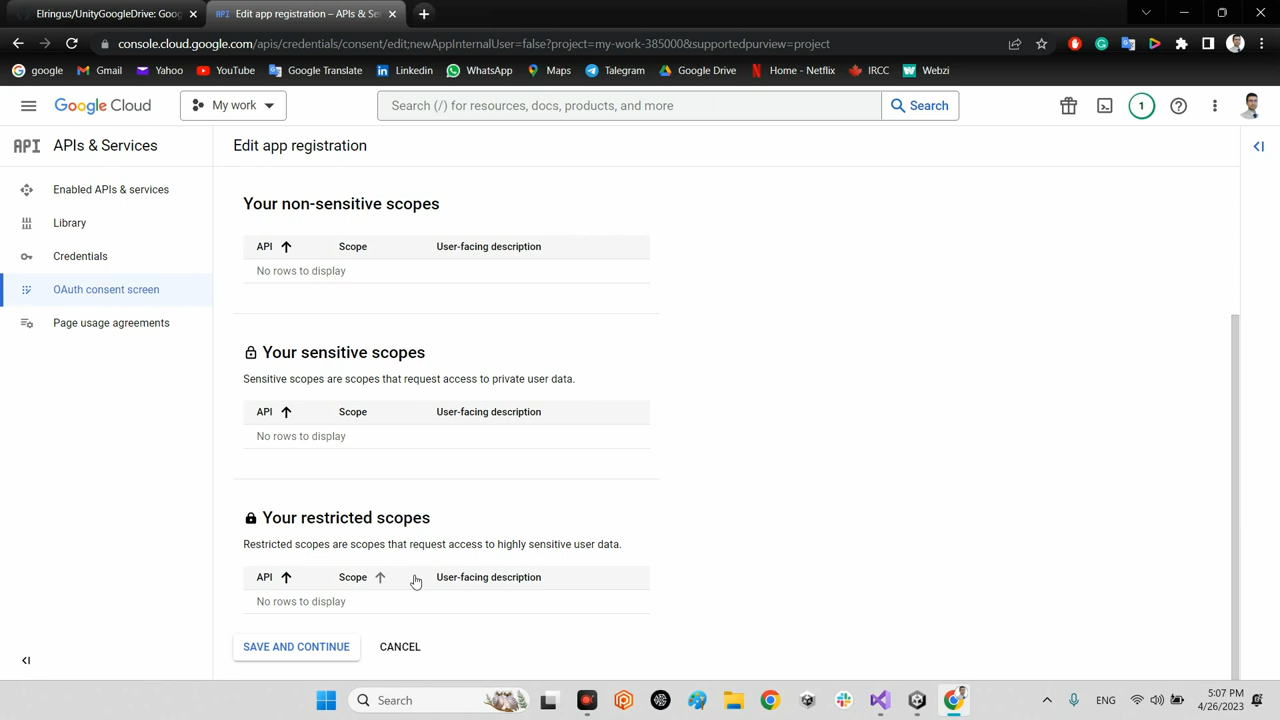 Elringus/UnityGoogleDrive: Goog
API Edit app registration – APIs & Se
console.cloud.google.com/apis/credentials/consent/edit;newAppInternalUser=false?project=my-work-385000&supportedpurview=project
google Gmail Yahoo YouTube Google Translate Linkedin WhatsApp Maps Telegram Google Drive Home - Netflix IRCC Webzi
Google Cloud My work Search (/) for resources, docs, products, and more Search 1
API APIs & Services
Edit app registration
Enabled APIs & services
Library
Credentials
OAuth consent screen
Page usage agreements
Your non-sensitive scopes
API Scope User-facing description
No rows to display
Your sensitive scopes
Sensitive scopes are scopes that request access to private user data.
API Scope User-facing description
No rows to display
Your restricted scopes
Restricted scopes are scopes that request access to highly sensitive user data.
API Scope User-facing description
No rows to display
SAVE AND CONTINUE CANCEL
Search
ENG
5:07 PM
4/26/2023